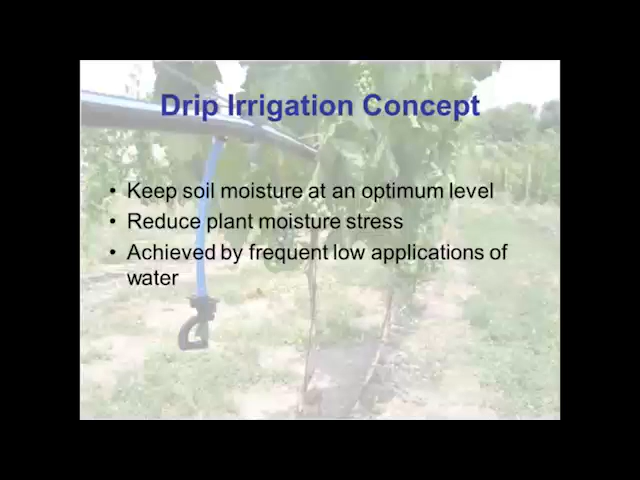 Drip Irrigation Concept
• Keep soil moisture at an optimum level
• Reduce plant moisture stress
• Achieved by frequent low applications of
water